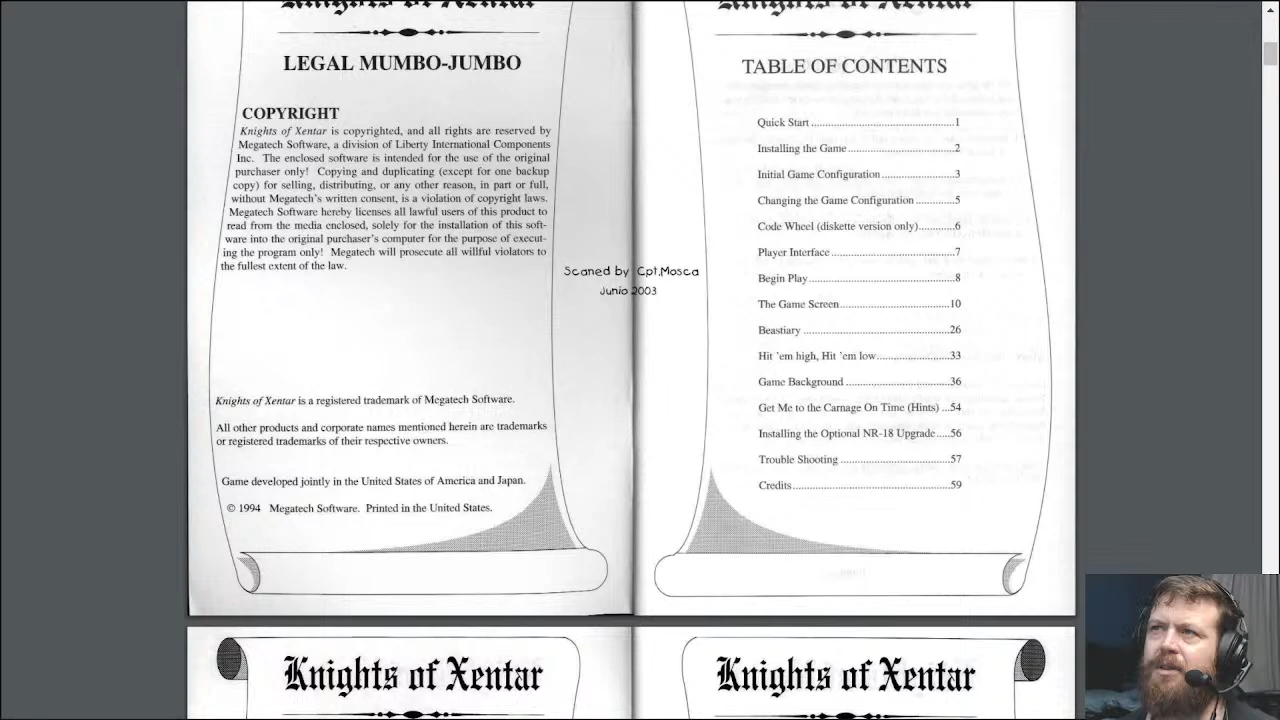 Knights of Xentar
LEGAL MUMBO-JUMBO
COPYRIGHT
Knights of Xentar is copyrighted, and all rights are reserved by
Megatech Software, a division of Liberty International Components
Inc. The enclosed software is intended for the use of the original
purchaser only! Copying and duplicating (except for one backup
copy) for selling, distributing, or any other reason, in part or full,
without Megatech's written consent, is a violation of copyright laws.
Megatech Software hereby licenses all lawful users of this product to
read from the media enclosed, solely for the installation of this soft-
ware into the original purchaser's computer for the purpose of execut-
ing the program only! Megatech will prosecute all willful violators to
the fullest extent of the law.
Knights of Xentar is a registered trademark of Megatech Software.
All other products and corporate names mentioned herein are trademarks
or registered trademarks of their respective owners.
Game developed jointly in the United States of America and Japan.
© 1994 Megatech Software. Printed in the United States.
Scaned by Cpt.Mosca
Junio 2003
Knights of Xentar
TABLE OF CONTENTS
Quick Start ..................................................1
Installing the Game.......................................2
Initial Game Configuration ............................3
Changing the Game Configuration ...............5
Code Wheel (diskette version only).............6
Player Interface ............................................7
Begin Play....................................................8
The Game Screen.........................................10
Beastiary .....................................................26
Hit 'em high, Hit 'em low.............................33
Game Background .......................................36
Get Me to the Carnage On Time (Hints) ...54
Installing the Optional NR-18 Upgrade.....56
Trouble Shooting .........................................57
Credits.........................................................59
Knights of Xentar
Knights of Xentar